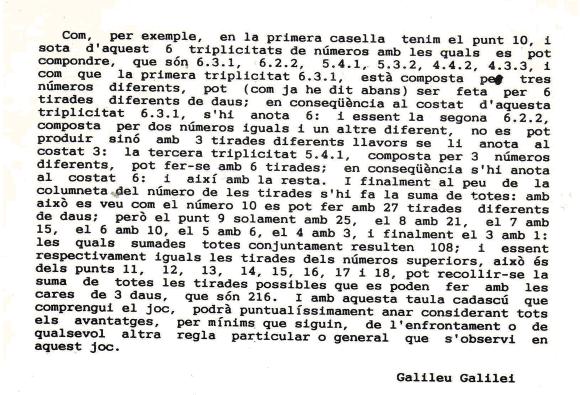 Com, per exemple, en la primera casella tenim el punt 10, i
sota d'aquest 6 triplicitats de números amb les quals es pot
compondre, que són 6.3.1, 6.2.2, 5.4.1, 5.3.2, 4.4.2, 4.3.3, i
com que la primera triplicitat 6.3.1, està composta per tres
números diferents, pot (com ja he dit abans) ser feta per 6
tirades diferents de daus; en conseqüència al costat d'aquesta
triplicitat 6.3.1, s'hi anota 6: i essent la segona 6.2.2,
composta per dos números iguals i un altre diferent, no es pot
produir sinó amb 3 tirades diferents llavors se li anota al
costat 3: la tercera triplicitat 5.4.1, composta per 3 números
diferents, pot fer-se amb 6 tirades; en conseqüència s'hi anota
al costat 6: i així amb la resta. I finalment al peu de la
columneta del número de les tirades s'hi fa la suma de totes: amb
això es veu com el número 10 es pot fer amb 27 tirades diferents
de daus; però el punt 9 solament amb 25, el 8 amb 21, el 7 amb
15, el 6 amb 10, el 5 amb 6, el 4 amb 3, i finalment el 3 amb 1:
les quals sumades totes conjuntament resulten 108; i essent
respectivament iguals les tirades dels números superiors, això és
dels punts 11, 12, 13, 14, 15, 16, 17 i 18, pot recollir-se la
suma de totes les tirades possibles que es poden fer amb les
cares de 3 daus, que són 216. I amb aquesta taula cadascú que
comprengui el joc, podrà puntualíssimament anar considerant tots
els avantatges, per mínims que siguin, de l'enfrontament o de
qualsevol altra regla particular o general que s'observi en
aquest joc.
Galileu Galilei